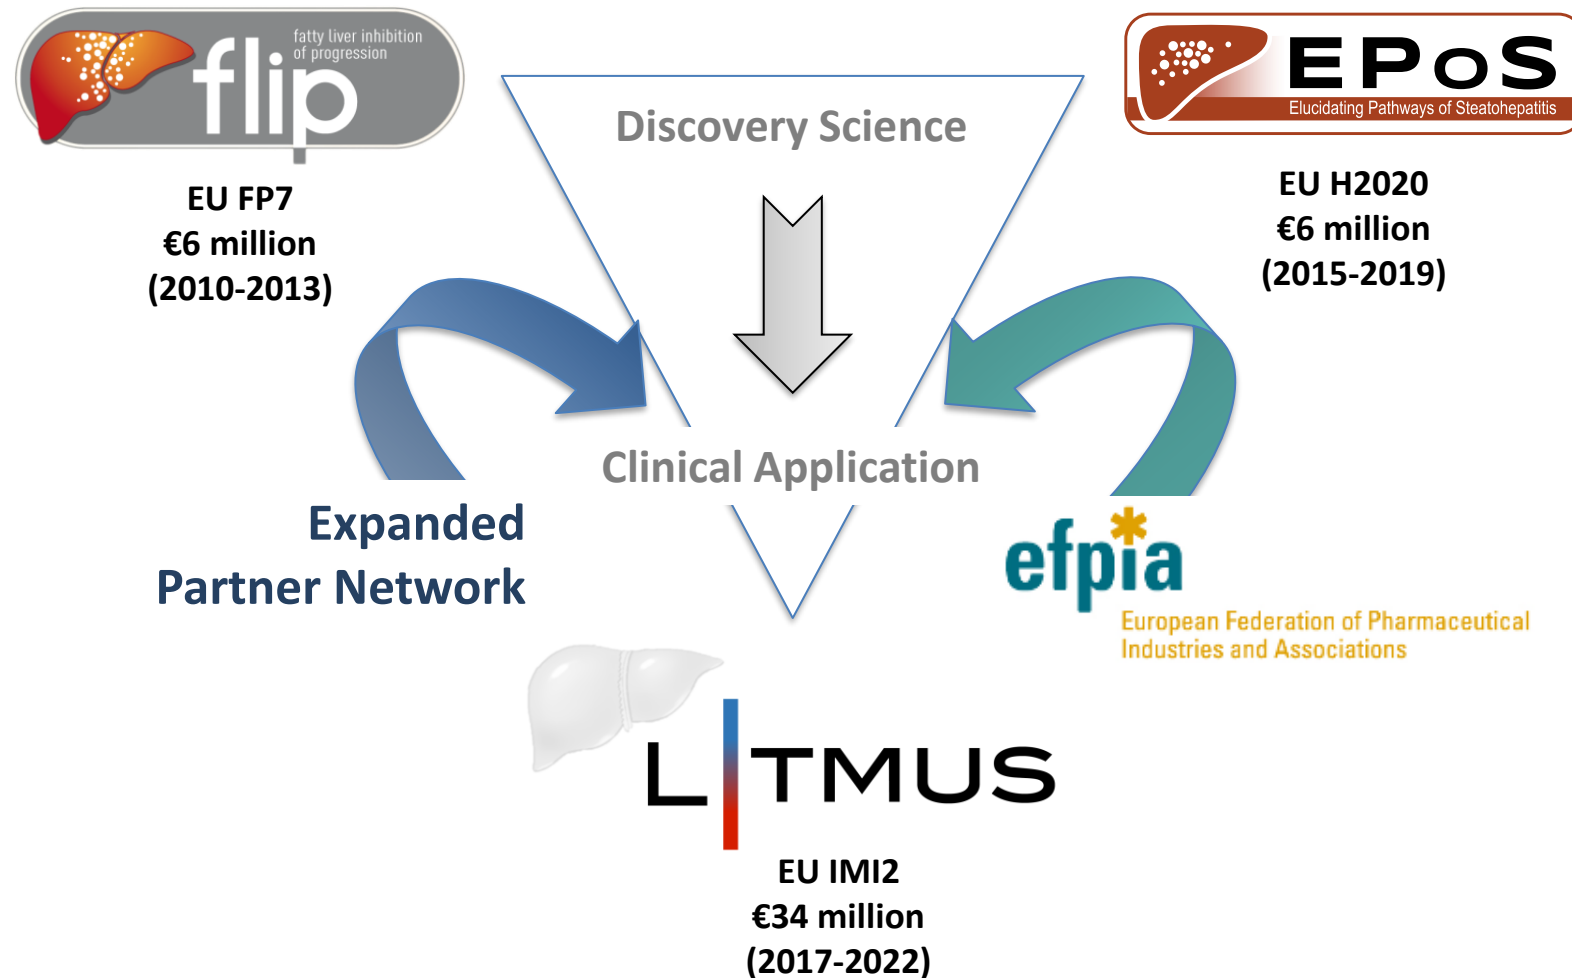 flip
fatty liver inhibition
of progression
EU FP7
€6 million
(2010-2013)
Discovery Science
EPoS
Elucidating Pathways of Steatohepatitis
EU H2020
€6 million
(2015-2019)
Clinical Application
Expanded
Partner Network
efpia
European Federation of Pharmaceutical
Industries and Associations
LITMUS
EU IMI2
€34 million
(2017-2022)